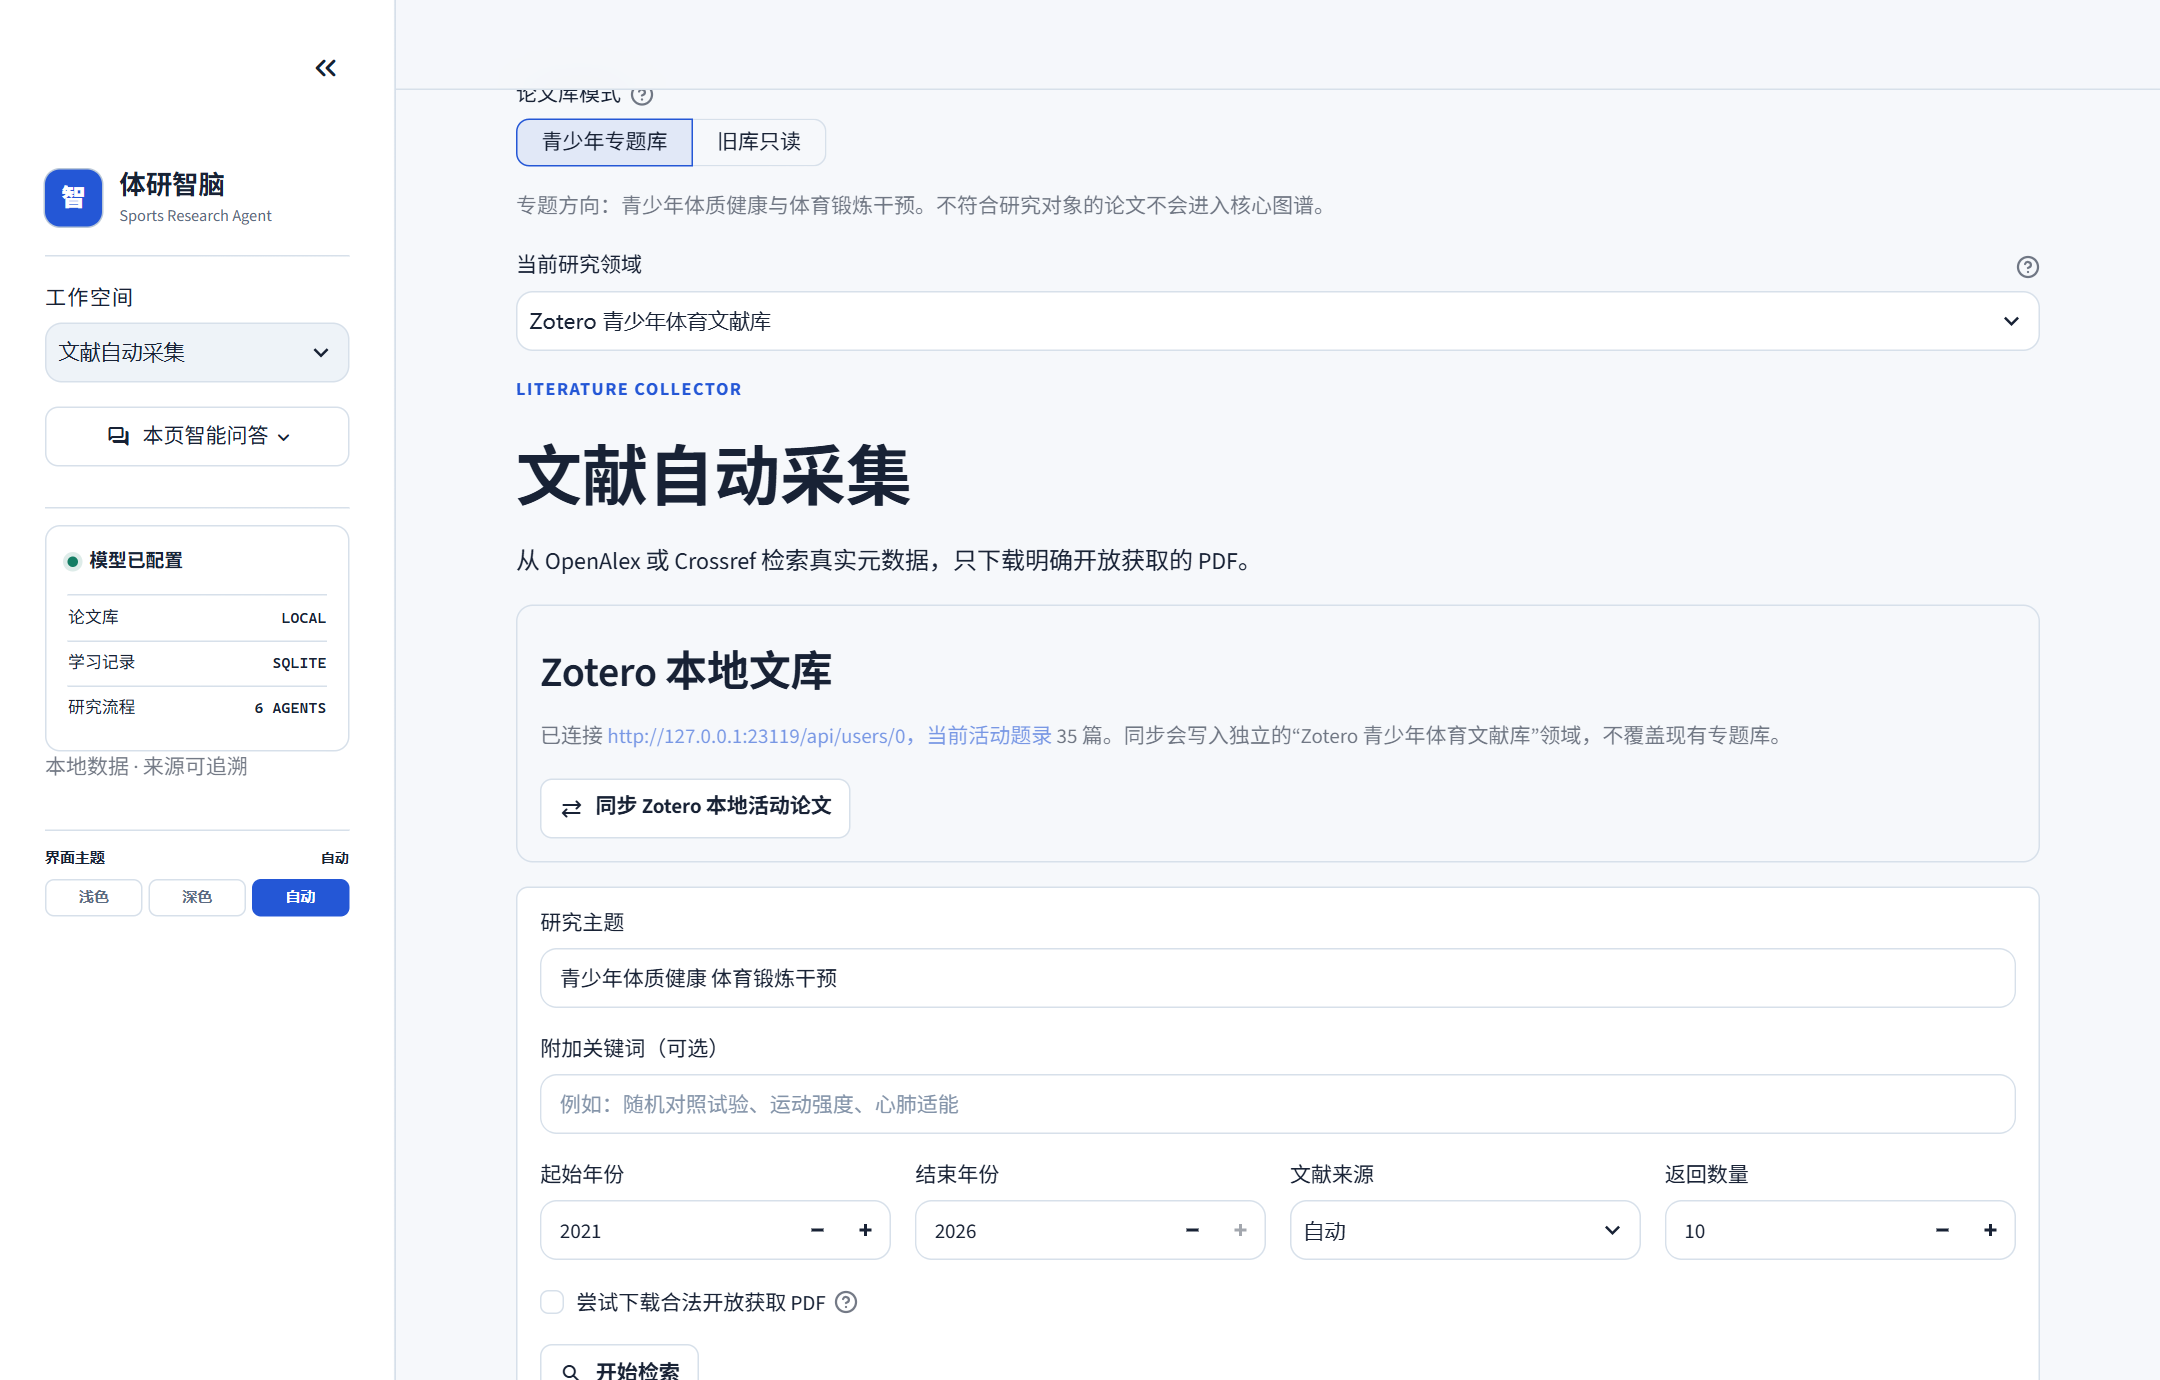 智
体研智脑
Sports Research Agent
工作空间
文献自动采集
本页智能问答
模型已配置
论文库 LOCAL
学习记录 SQLITE
研究流程 6 AGENTS
本地数据 · 来源可追溯
界面主题 自动
浅色 深色 自动
论文库模式
青少年专题库 旧库只读
专题方向：青少年体质健康与体育锻炼干预。不符合研究对象的论文不会进入核心图谱。
当前研究领域
Zotero 青少年体育文献库
LITERATURE COLLECTOR
文献自动采集
从 OpenAlex 或 Crossref 检索真实元数据，只下载明确开放获取的 PDF。
Zotero 本地文库
已连接 http://127.0.0.1:23119/api/users/0，当前活动题录 35 篇。同步会写入独立的“Zotero 青少年体育文献库”领域，不覆盖现有专题库。
同步 Zotero 本地活动论文
研究主题
青少年体质健康 体育锻炼干预
附加关键词（可选）
例如：随机对照试验、运动强度、心肺适能
起始年份 结束年份 文献来源 返回数量
2021 2026 自动 10
尝试下载合法开放获取 PDF
开始检索